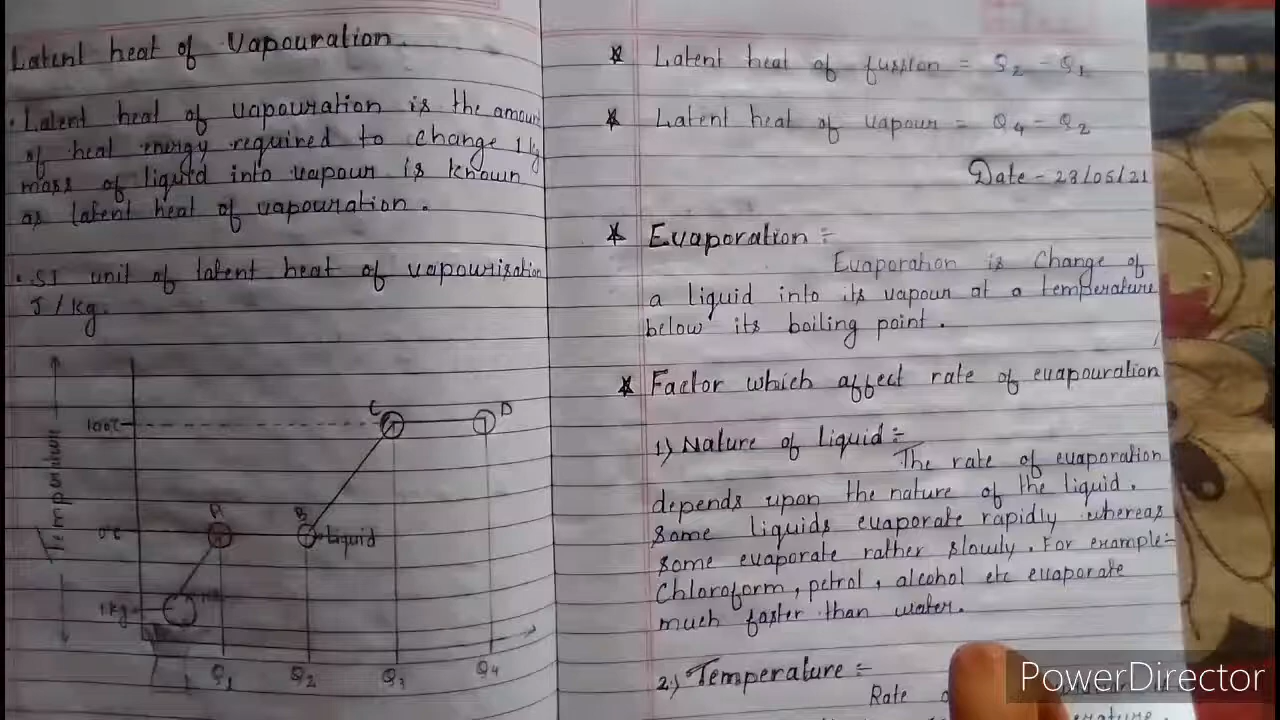 Latent heat of Vapouration.
• Latent heat of vapouration is the amount
of heat energy required to change 1 kg
mass of liquid into vapour is known
as latent heat of vapouration.
• SI unit of latent heat of vapourisation
J/kg.
Temperature
100°C
0°C
1kg
A
B
C
D
Liquid
Q1 Q2 Q3 Q4
* Latent heat of fussion = Q2 - Q1
* Latent heat of vapour = Q4 - Q2
Date - 28/05/21
* Evaporation :-
Evaporation is change of
a liquid into its vapour at a temperature
below its boiling point.
* Factor which affect rate of evapouration
1) Nature of liquid :-
The rate of evaporation
depends upon the nature of the liquid.
Some liquids evaporate rapidly whereas
some evaporate rather slowly. For example:-
Chloroform, petrol, alcohol etc evaporate
much faster than water.
2) Temperature :-
Rate
PowerDirector